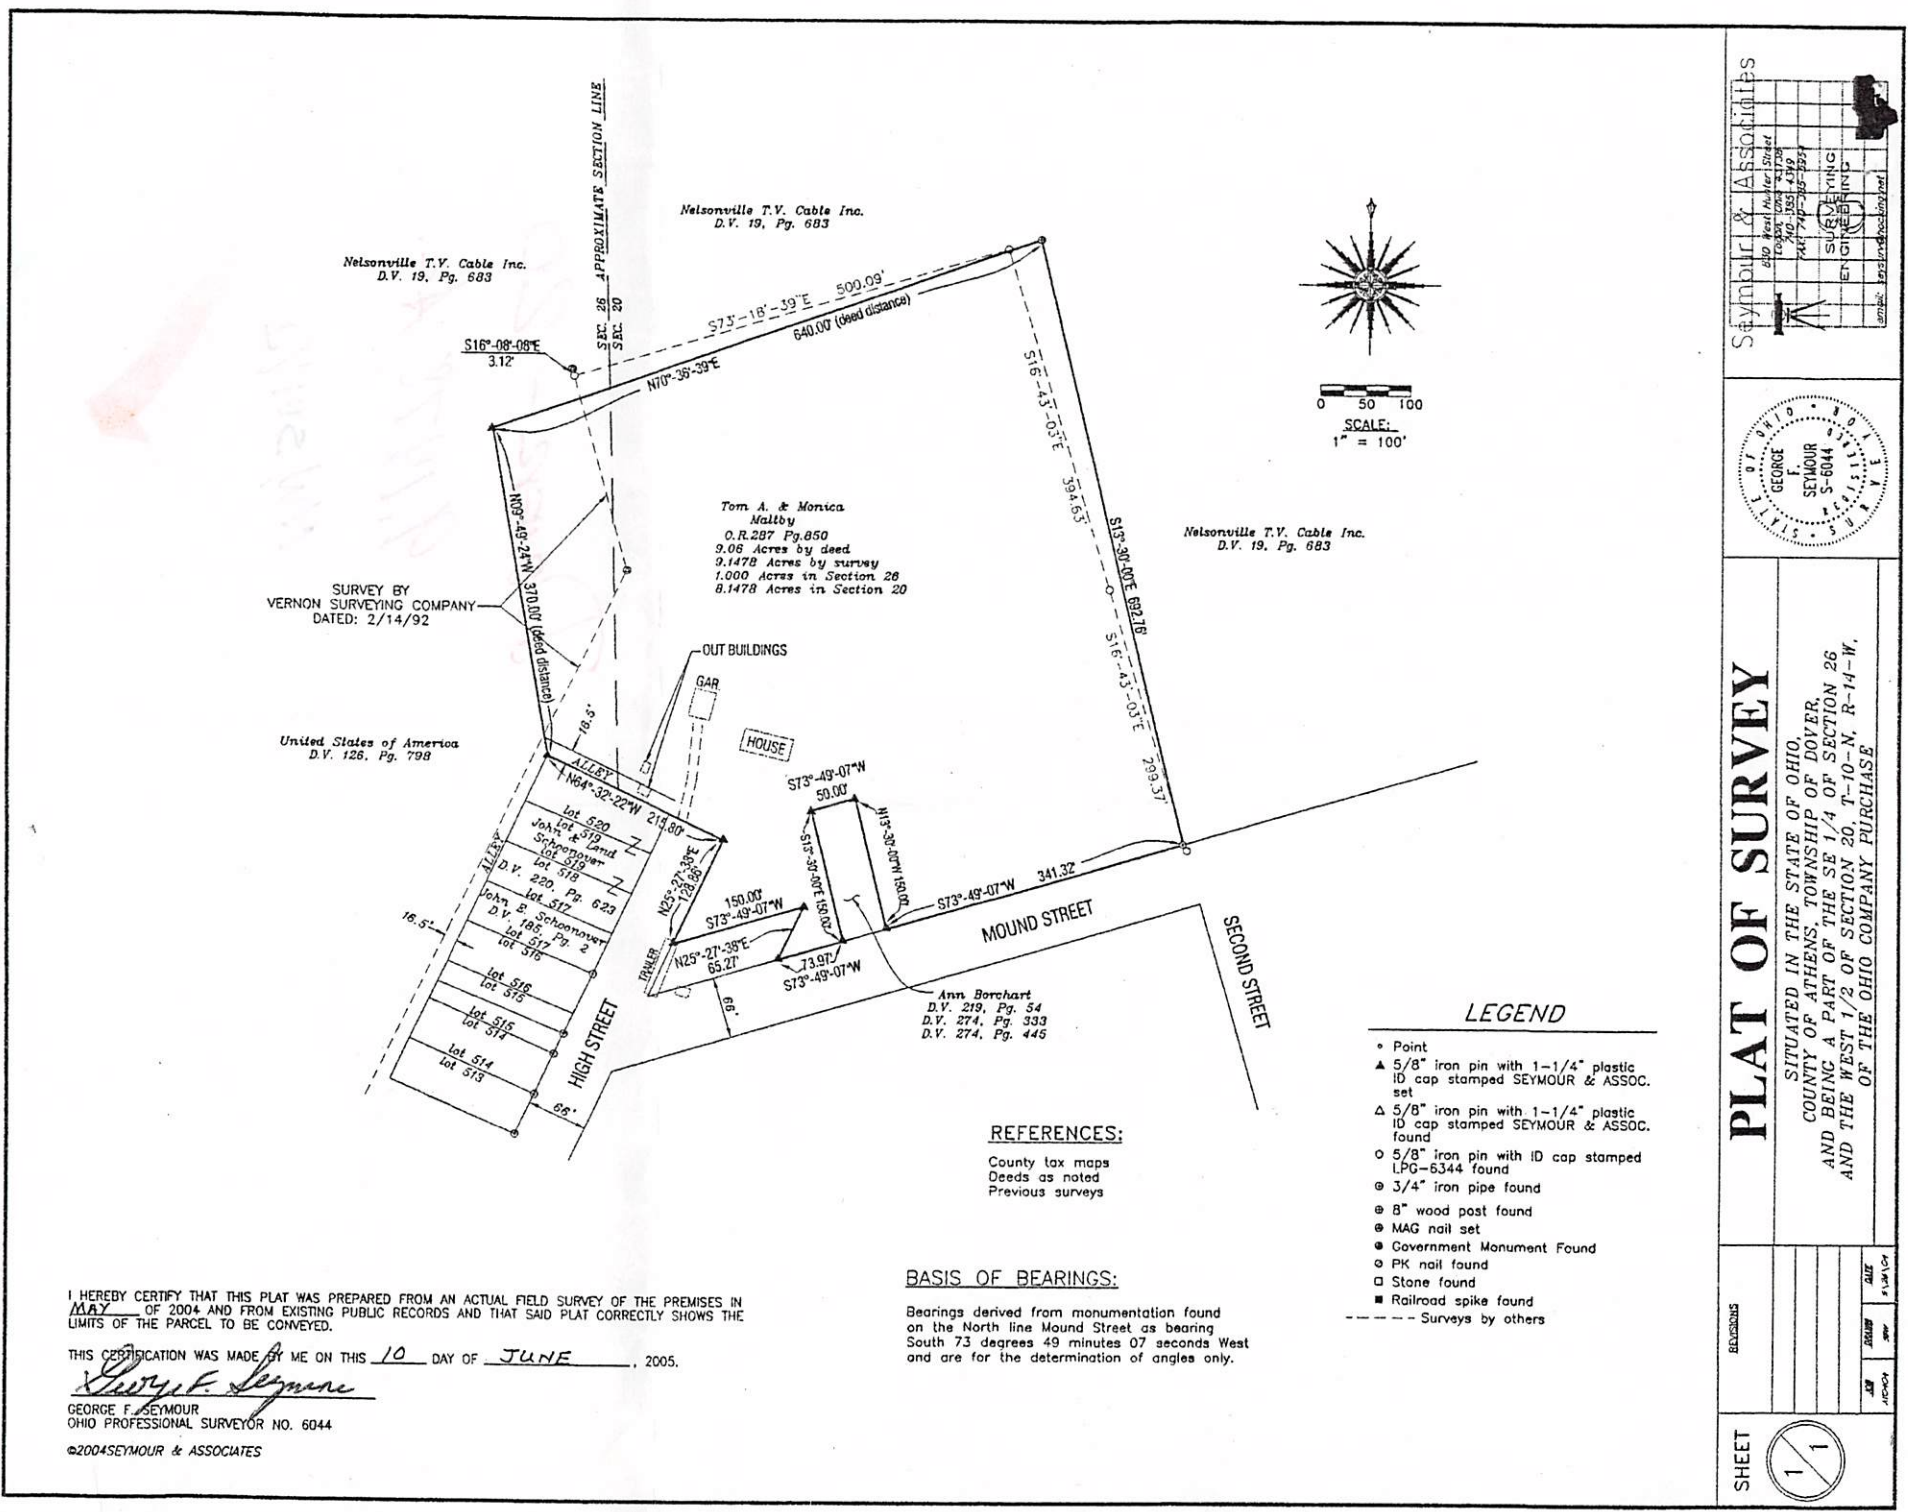 Nelsonville T.V. Cable Inc.
D.V. 19, Pg. 683
Nelsonville T.V. Cable Inc.
D.V. 19, Pg. 683
SEC. 26 APPROXIMATE SECTION LINE
SEC. 20
S16°-08'-08"E
3.12'
S73°-18'-39"E 500.09'
640.00' (deed distance)
N70°-36'-39"E
0 50 100
SCALE:
1" = 100'
S16°-43'-03"E 394.63'
S13°-30'-00"E 692.76'
S16°-43'-03"E 299.37'
Nelsonville T.V. Cable Inc.
D.V. 19, Pg. 683
Tom A. & Monica
Maltby
O.R.287 Pg.850
9.06 Acres by deed
9.1478 Acres by survey
1.000 Acres in Section 26
8.1478 Acres in Section 20
N09°-49'-24"W 370.00' (deed distance)
SURVEY BY
VERNON SURVEYING COMPANY
DATED: 2/14/92
OUT BUILDINGS
GAR
HOUSE
United States of America
D.V. 126, Pg. 798
16.5'
ALLEY
N64°-32'-22"W 215.80'
S73°-49'-07"W
50.00'
N13°-30'-00"W 150.00'
S13°-30'-00"E 150.00'
N25°-27'-38"E
128.86'
150.00'
S73°-49'-07"W
N25°-27'-38"E
65.27'
73.97'
S73°-49'-07"W
S73°-49'-07"W 341.32'
MOUND STREET
SECOND STREET
HIGH STREET
TRAILER
66'
66'
ALLEY
16.5'
Lot 520
Lot 519
John & Land
Schoonover
Lot 519
Lot 518
D.V. 220, Pg. 623
Lot 517
John E. Schoonover
D.V. 185, Pg. 2
Lot 517
Lot 516
Lot 516
Lot 515
Lot 515
Lot 514
Lot 514
Lot 513
Ann Borchart
D.V. 219, Pg. 54
D.V. 274, Pg. 333
D.V. 274, Pg. 445
REFERENCES:
County tax maps
Deeds as noted
Previous surveys
BASIS OF BEARINGS:
Bearings derived from monumentation found
on the North line Mound Street as bearing
South 73 degrees 49 minutes 07 seconds West
and are for the determination of angles only.
LEGEND
Point
5/8" iron pin with 1-1/4" plastic
ID cap stamped SEYMOUR & ASSOC.
set
5/8" iron pin with 1-1/4" plastic
ID cap stamped SEYMOUR & ASSOC.
found
5/8" iron pin with ID cap stamped
LPG-6344 found
3/4" iron pipe found
8" wood post found
MAG nail set
Government Monument Found
PK nail found
Stone found
Railroad spike found
Surveys by others
I HEREBY CERTIFY THAT THIS PLAT WAS PREPARED FROM AN ACTUAL FIELD SURVEY OF THE PREMISES IN
MAY OF 2004 AND FROM EXISTING PUBLIC RECORDS AND THAT SAID PLAT CORRECTLY SHOWS THE
LIMITS OF THE PARCEL TO BE CONVEYED.
THIS CERTIFICATION WAS MADE BY ME ON THIS 10 DAY OF JUNE, 2005.
George F. Seymour
GEORGE F. SEYMOUR
OHIO PROFESSIONAL SURVEYOR NO. 6044
©2004SEYMOUR & ASSOCIATES
Seymour & Associates
830 West Hunter Street
Logan, Ohio 43138
740-385-4349
SURVEYING
ENGINEERING
STATE OF OHIO
GEORGE
F.
SEYMOUR
S-6044
REGISTERED
PLAT OF SURVEY
SITUATED IN THE STATE OF OHIO,
COUNTY OF ATHENS, TOWNSHIP OF DOVER,
AND BEING A PART OF THE SE 1/4 OF SECTION 26
AND THE WEST 1/2 OF SECTION 20, T-10-N, R-14-W,
OF THE OHIO COMPANY PURCHASE
REVISIONS
JOB
DRAWN
DATE
SHEET
1/1